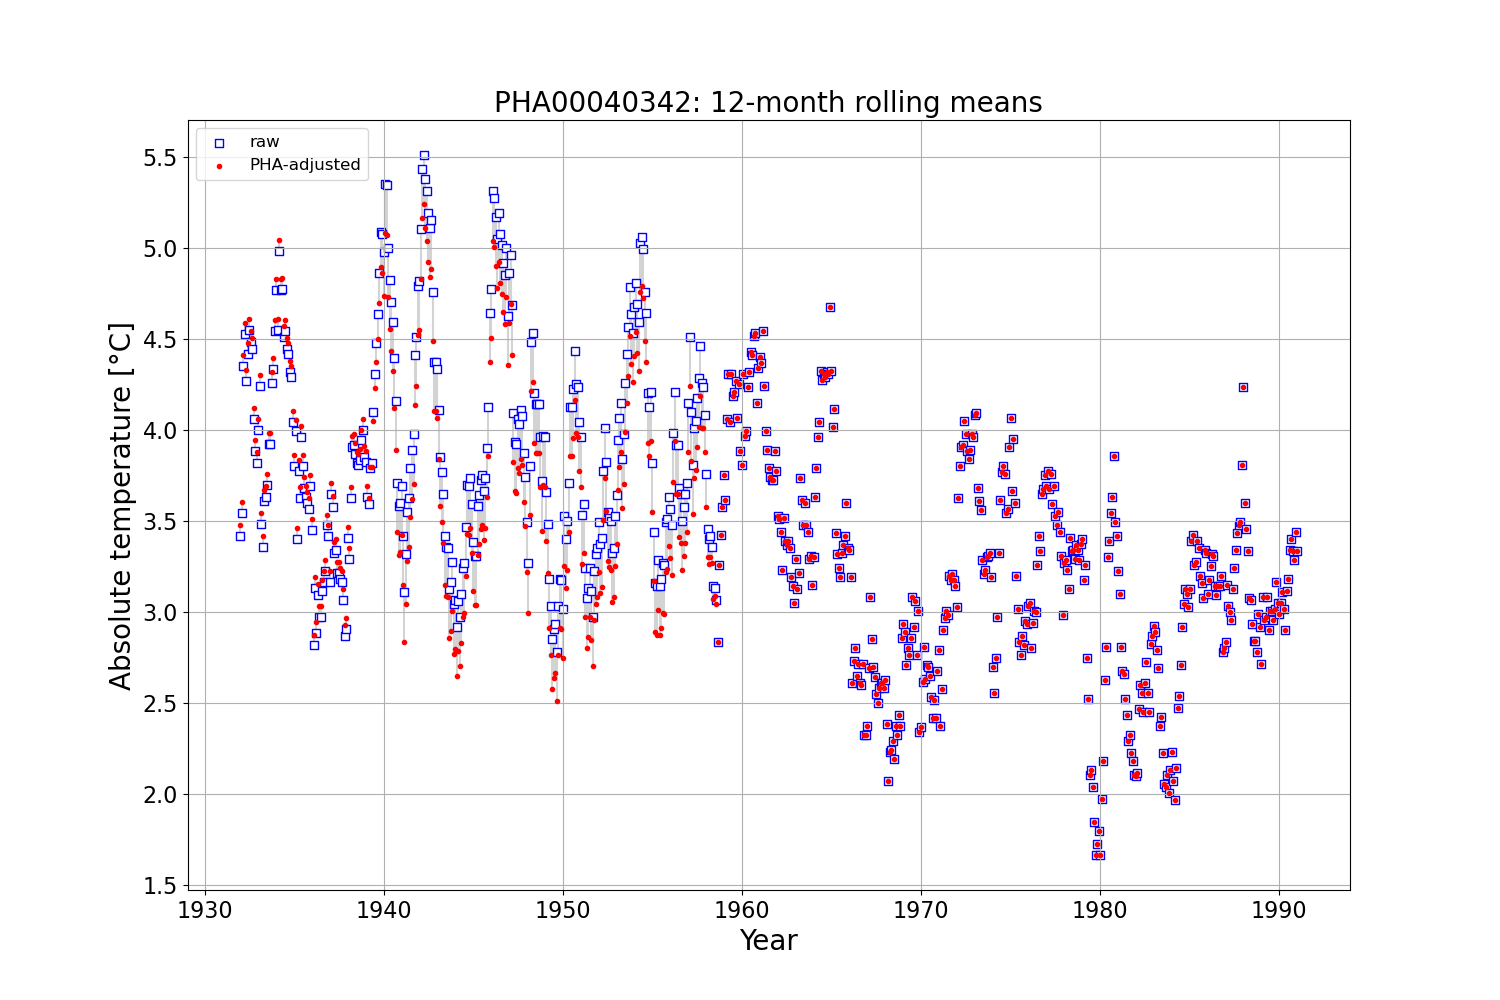 PHA00040342: 12-month rolling means
raw
PHA-adjusted
Absolute temperature [°C]
5.5
5.0
4.5
4.0
3.5
3.0
2.5
2.0
1.5
1930 1940 1950 1960 1970 1980 1990
Year